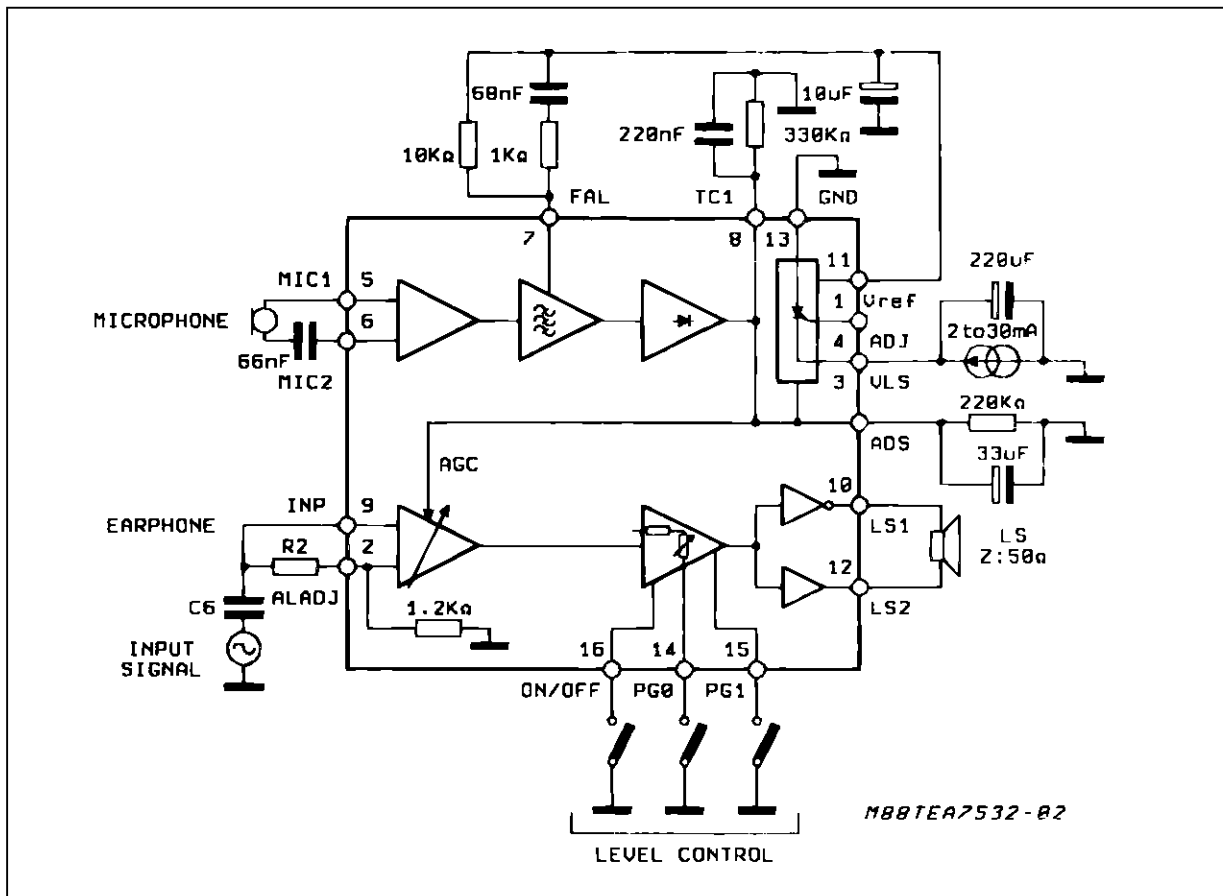 68nF
10uF
220nF
330KΩ
10KΩ
1KΩ
FAL
TC1
GND
7
8
13
11
220uF
MIC1
5
1
Vref
MICROPHONE
6
ADJ
2to30mA
4
66nF
MIC2
3
VLS
220KΩ
ADS
AGC
33uF
10
INP
9
LS1
EARPHONE
LS
Z:50Ω
R2
2
12
C6
ALADJ
1.2KΩ
LS2
INPUT
SIGNAL
16
14
15
ON/OFF
PG0
PG1
M88TEA7532-02
LEVEL CONTROL